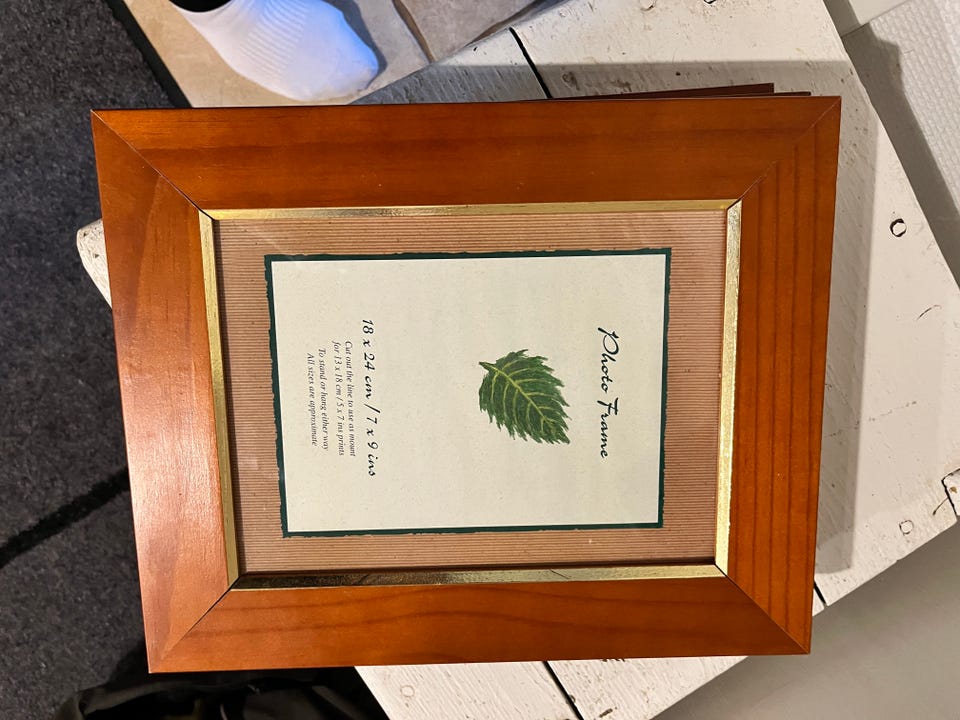 Photo Frame
18 x 24 cm / 7 x 9 ins
Cut out the line to use as mount
for 13 x 18 cm / 5 x 7 ins prints
To stand or hang either way
All sizes are approximate